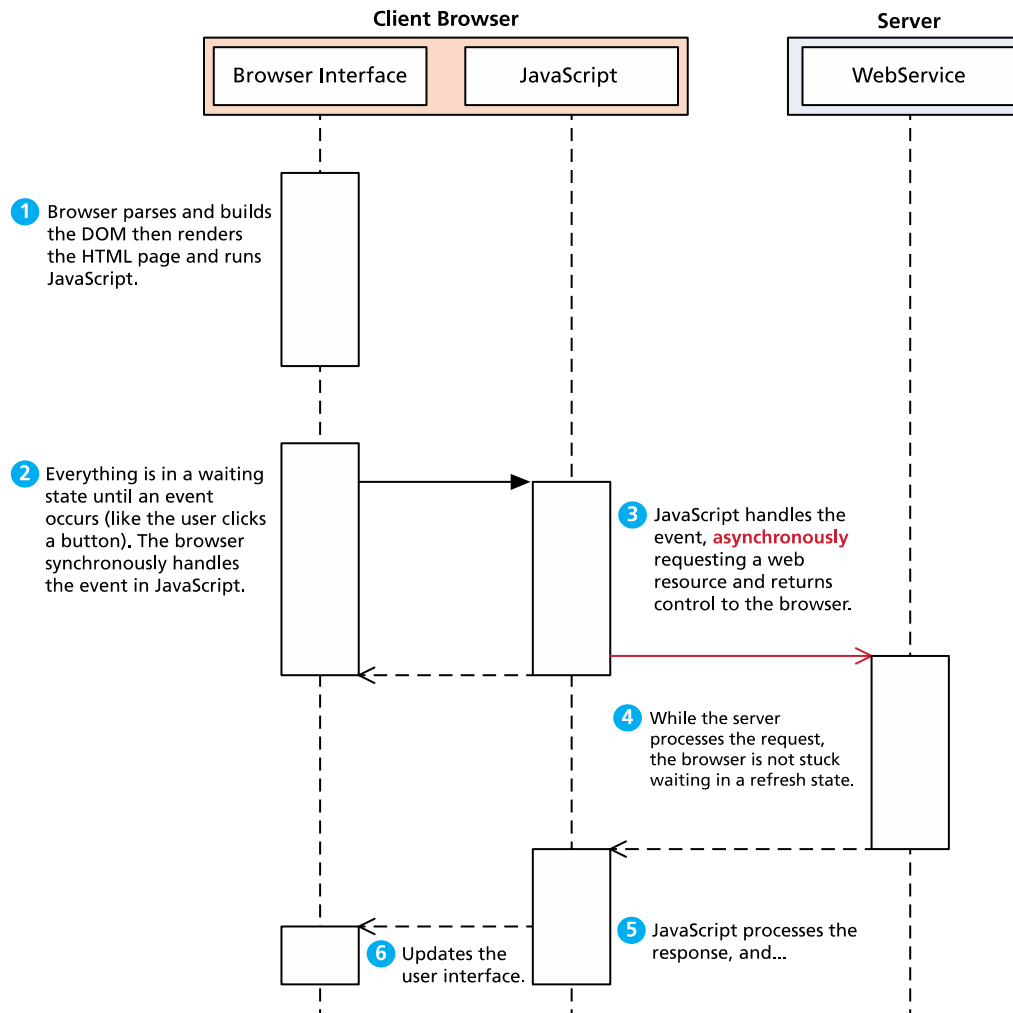 Client Browser
Server
Browser Interface
JavaScript
WebService
1 Browser parses and builds
the DOM then renders
the HTML page and runs
JavaScript.
2 Everything is in a waiting
state until an event
occurs (like the user clicks
a button). The browser
synchronously handles
the event in JavaScript.
3 JavaScript handles the
event, asynchronously
requesting a web
resource and returns
control to the browser.
4 While the server
processes the request,
the browser is not stuck
waiting in a refresh state.
5 JavaScript processes the
response, and...
6 Updates the
user interface.